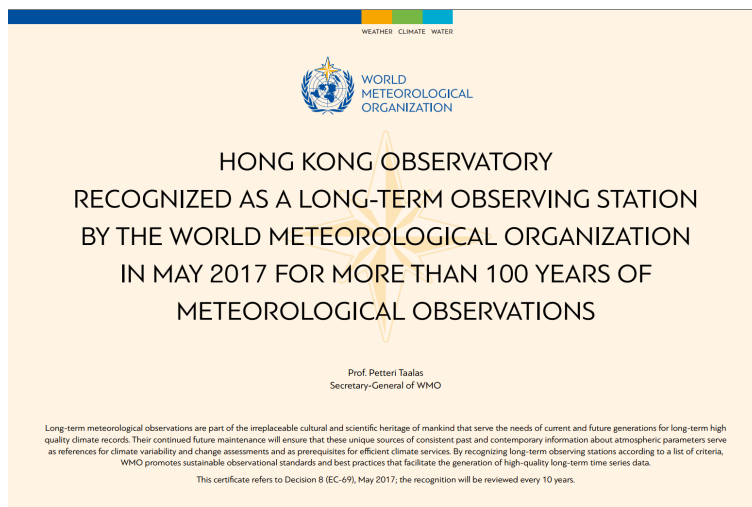 WEATHER CLIMATE WATER
WORLD
METEOROLOGICAL
ORGANIZATION
HONG KONG OBSERVATORY
RECOGNIZED AS A LONG-TERM OBSERVING STATION
BY THE WORLD METEOROLOGICAL ORGANIZATION
IN MAY 2017 FOR MORE THAN 100 YEARS OF
METEOROLOGICAL OBSERVATIONS
Prof. Petteri Taalas
Secretary-General of WMO
Long-term meteorological observations are part of the irreplaceable cultural and scientific heritage of mankind that serve the needs of current and future generations for long-term high
quality climate records. Their continued future maintenance will ensure that these unique sources of consistent past and contemporary information about atmospheric parameters serve
as references for climate variability and change assessments and as prerequisites for efficient climate services. By recognizing long-term observing stations according to a list of criteria,
WMO promotes sustainable observational standards and best practices that facilitate the generation of high-quality long-term time series data.
This certificate refers to Decision 8 (EC-69), May 2017; the recognition will be reviewed every 10 years.